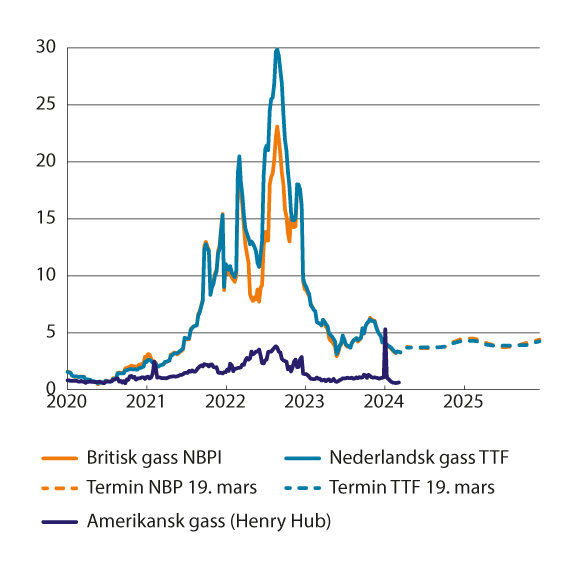 30
25
20
15
10
5
0
2020 2021 2022 2023 2024 2025
Britisk gass NBPI Nederlandsk gass TTF
Termin NBP 19. mars Termin TTF 19. mars
Amerikansk gass (Henry Hub)